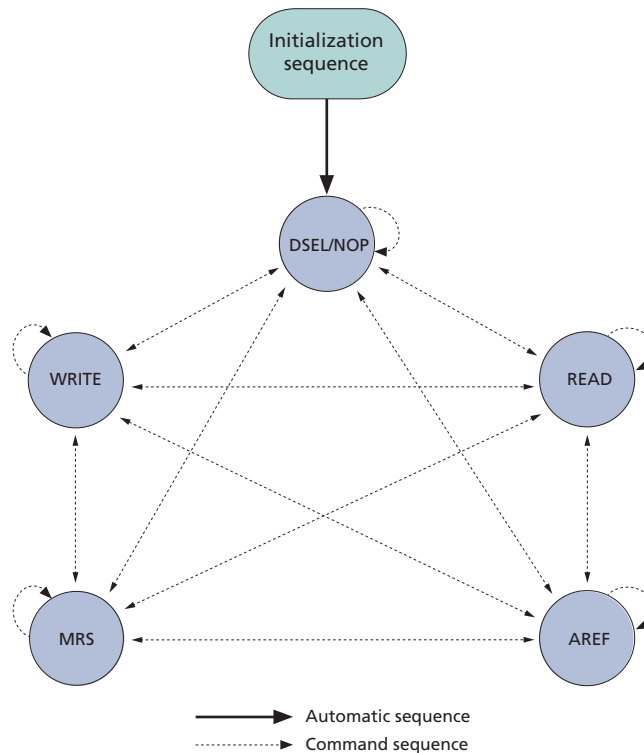 Initialization
sequence
DSEL/NOP
WRITE
READ
MRS
AREF
Automatic sequence
Command sequence